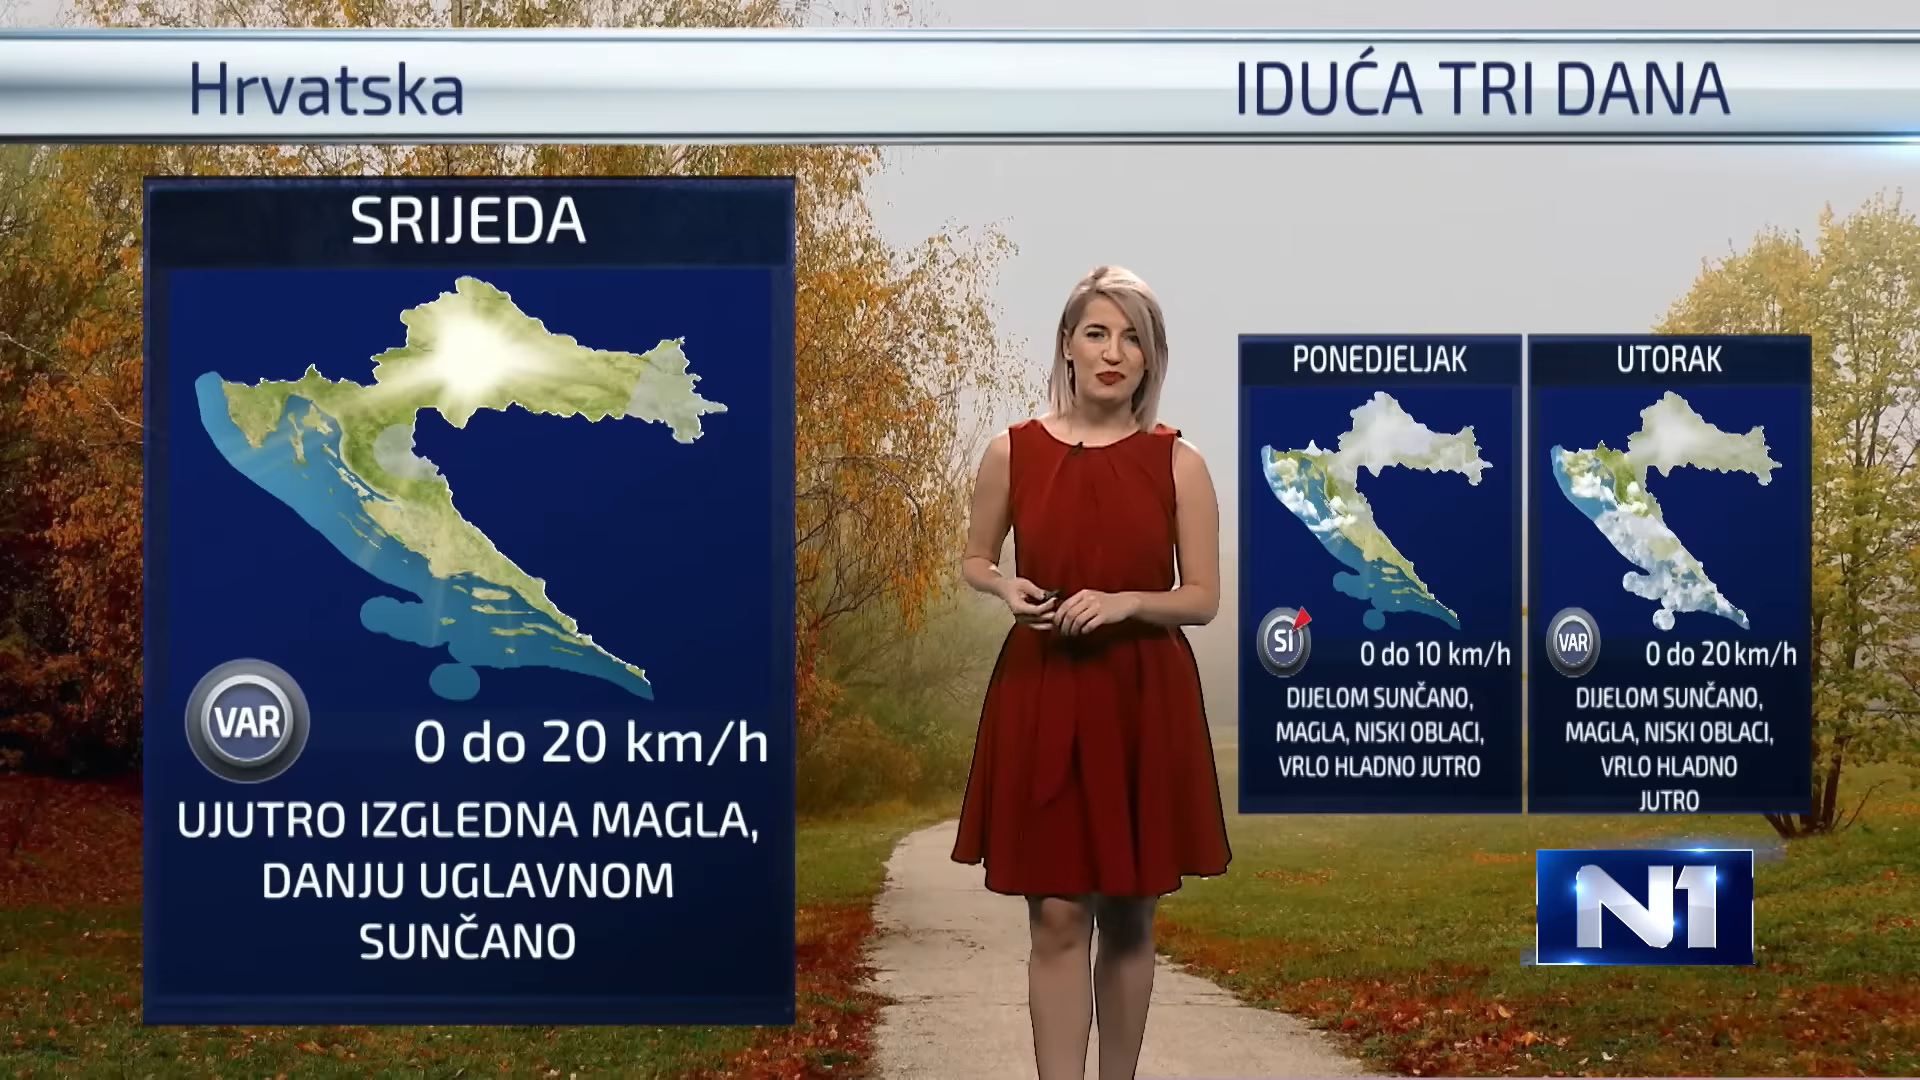 Hrvatska
IDUĆA TRI DANA
SRIJEDA
VAR
0 do 20 km/h
UJUTRO IZGLEDNA MAGLA,
DANJU UGLAVNOM
SUNČANO
PONEDJELJAK
SI
0 do 10 km/h
DIJELOM SUNČANO,
MAGLA, NISKI OBLACI,
VRLO HLADNO JUTRO
UTORAK
VAR
0 do 20 km/h
DIJELOM SUNČANO,
MAGLA, NISKI OBLACI,
VRLO HLADNO
JUTRO
N1